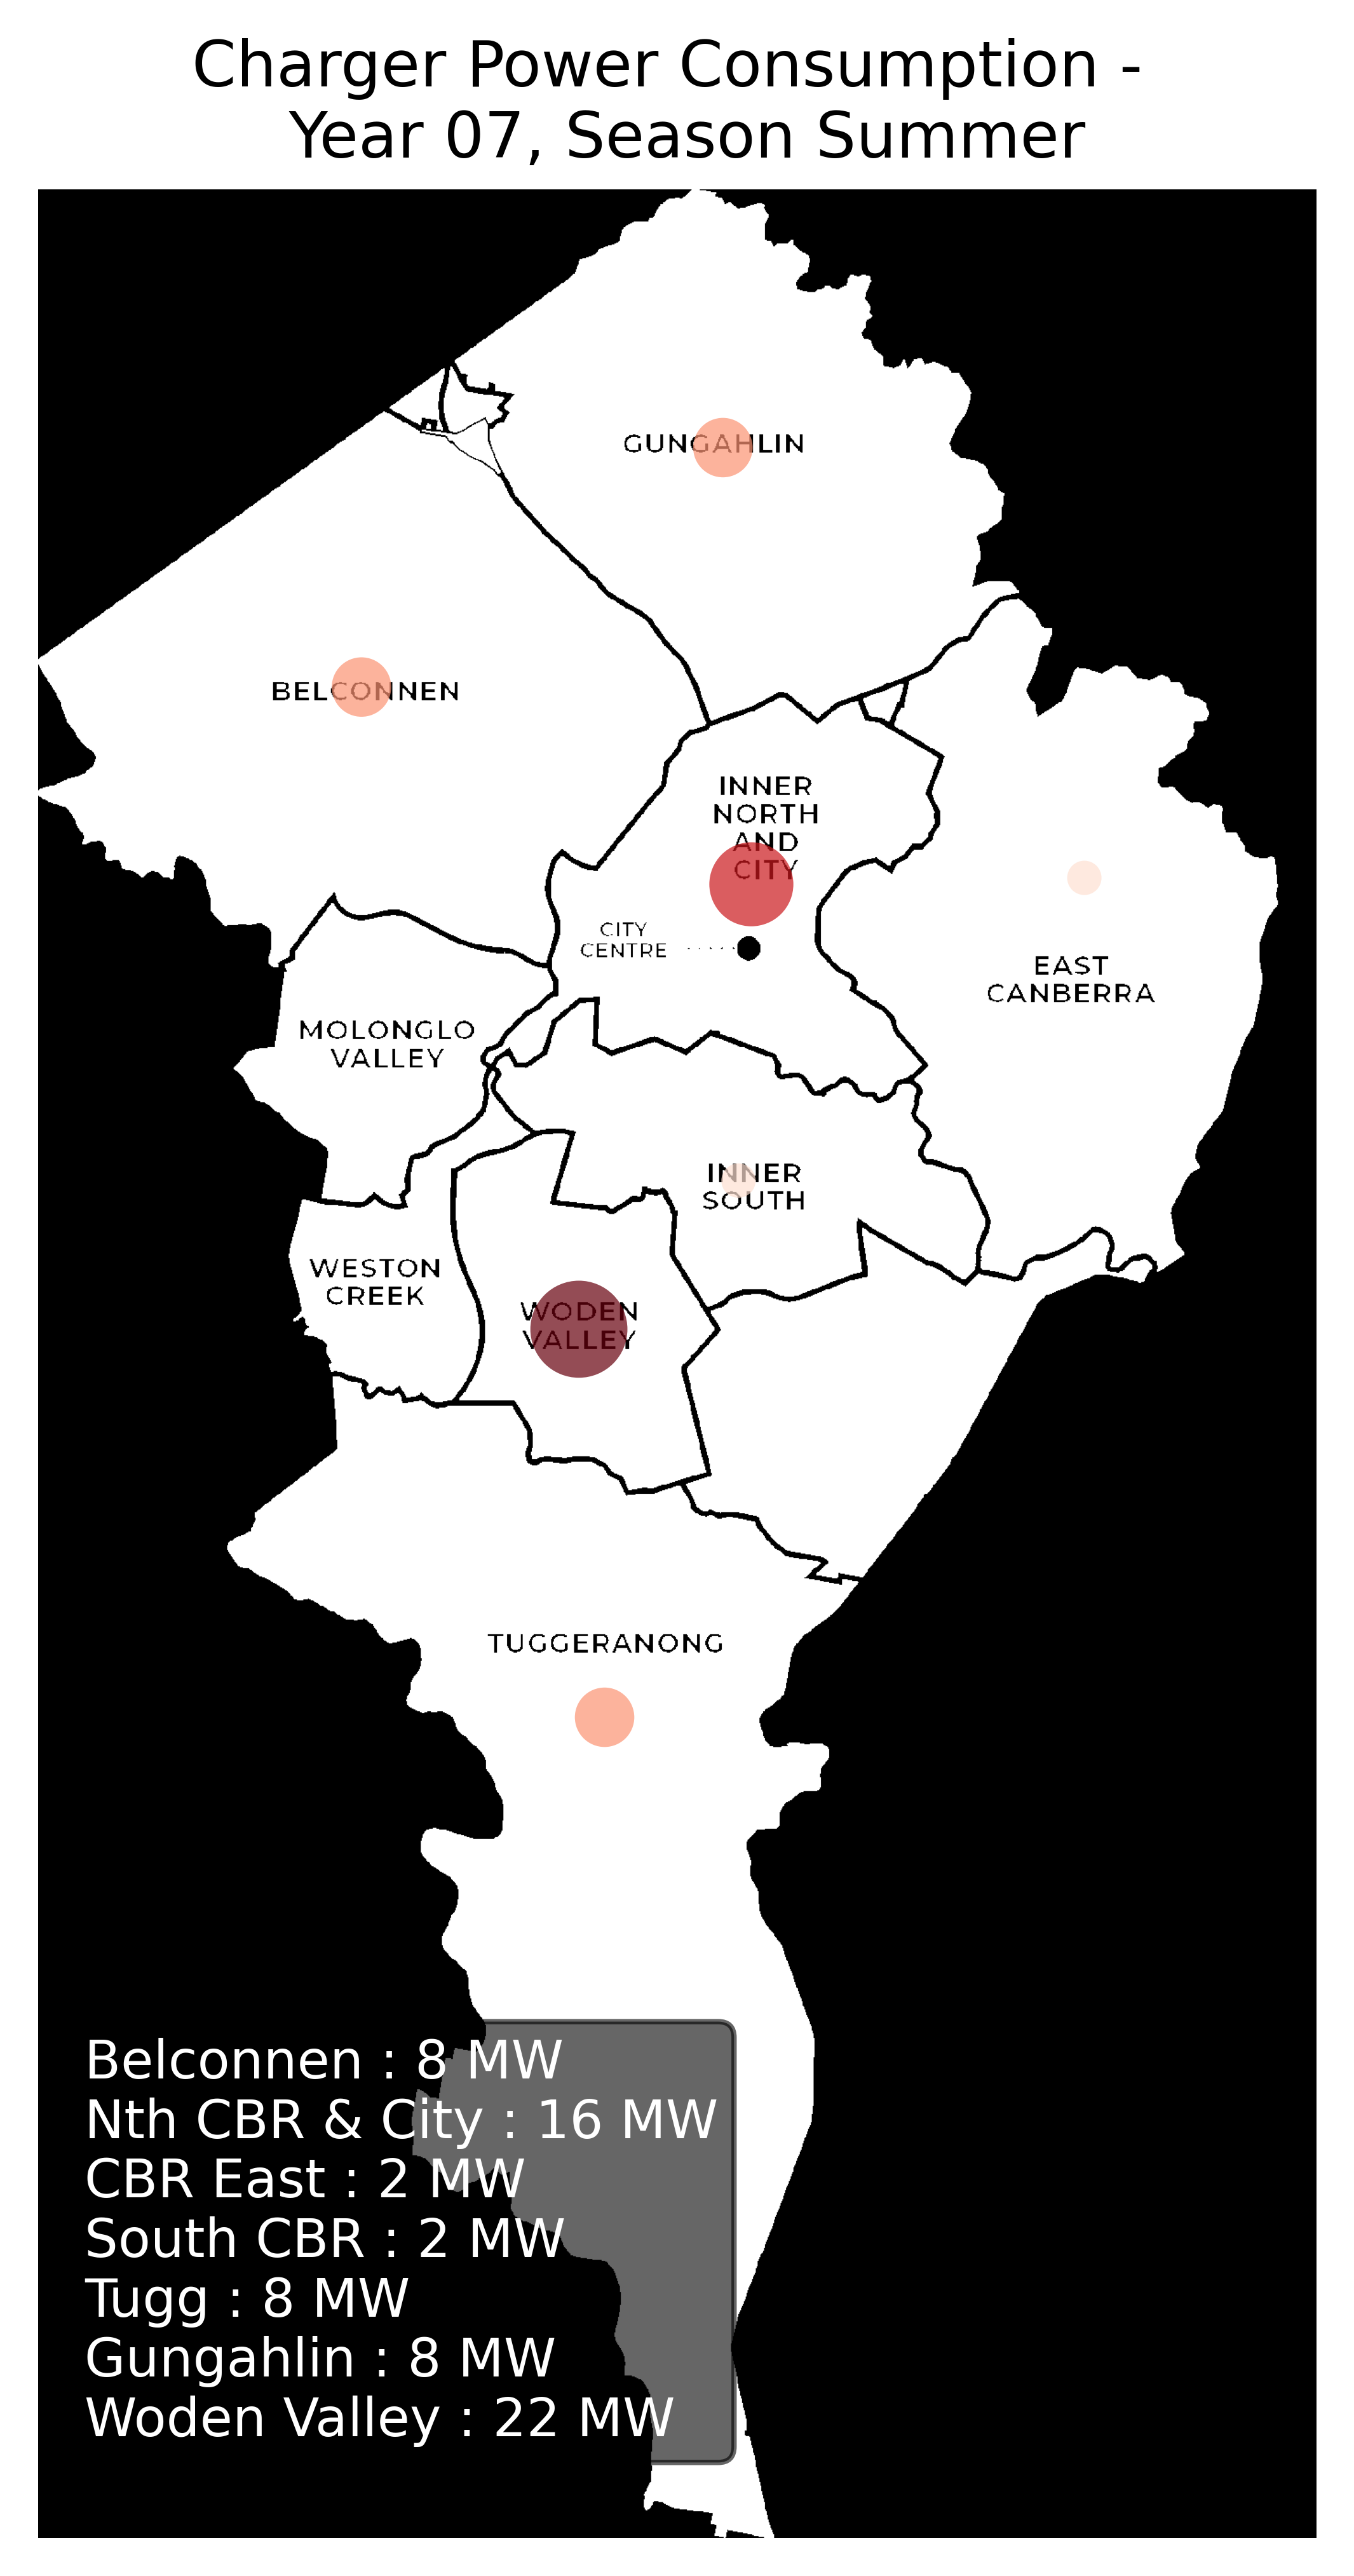 Charger Power Consumption -
Year 07, Season Summer
GUNGAHLIN
BELCONNEN
INNER
NORTH
AND
CITY
CITY
CENTRE
EAST
CANBERRA
MOLONGLO
VALLEY
INNER
SOUTH
WESTON
CREEK
WODEN
VALLEY
TUGGERANONG
Belconnen : 8 MW
Nth CBR & City : 16 MW
CBR East : 2 MW
South CBR : 2 MW
Tugg : 8 MW
Gungahlin : 8 MW
Woden Valley : 22 MW